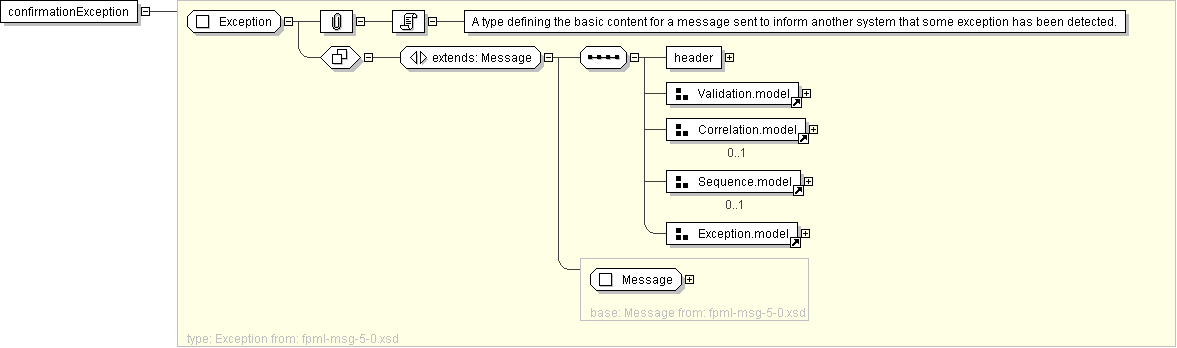 confirmationException
Exception
A type defining the basic content for a message sent to inform another system that some exception has been detected.
extends: Message
header
Validation.model
Correlation.model
0..1
Sequence.model
0..1
Exception.model
Message
base: Message from: fpml-msg-5-0.xsd
type: Exception from: fpml-msg-5-0.xsd